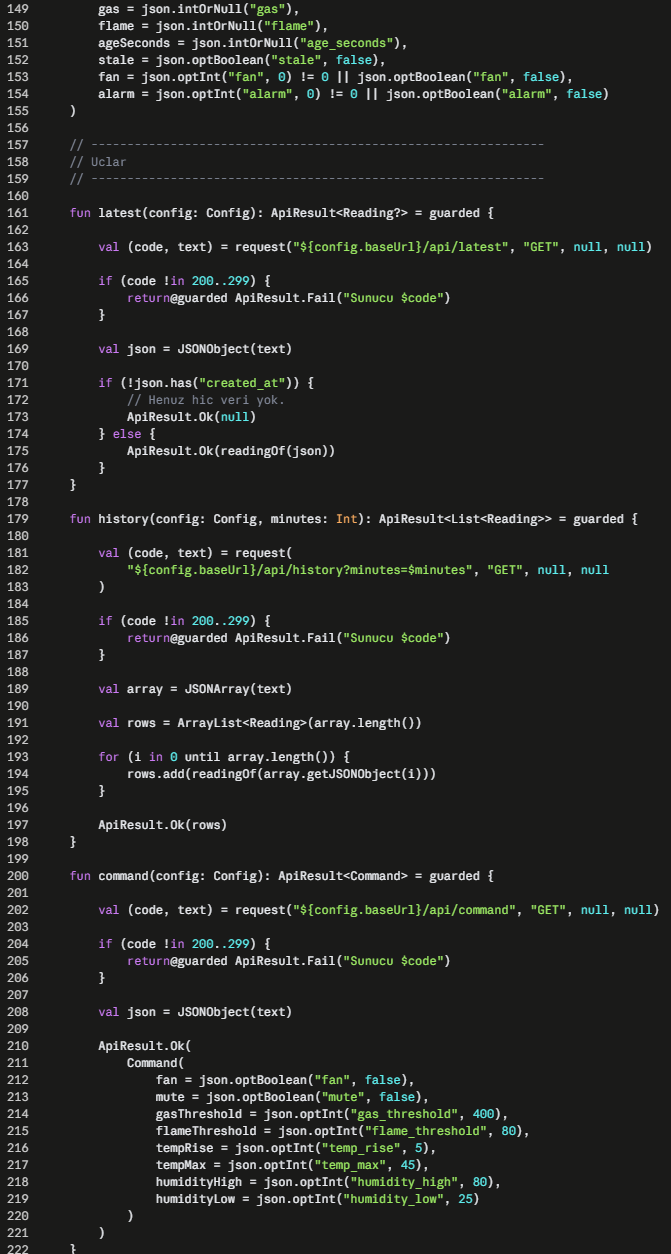 149         gas = json.intOrNull("gas"),
150         flame = json.intOrNull("flame"),
151         ageSeconds = json.intOrNull("age_seconds"),
152         stale = json.optBoolean("stale", false),
153         fan = json.optInt("fan", 0) != 0 || json.optBoolean("fan", false),
154         alarm = json.optInt("alarm", 0) != 0 || json.optBoolean("alarm", false)
155     )
156
157     // ---------------------------------------------------------------
158     // Uclar
159     // ---------------------------------------------------------------
160
161     fun latest(config: Config): ApiResult<Reading?> = guarded {
162
163         val (code, text) = request("${config.baseUrl}/api/latest", "GET", null, null)
164
165         if (code !in 200..299) {
166             return@guarded ApiResult.Fail("Sunucu $code")
167         }
168
169         val json = JSONObject(text)
170
171         if (!json.has("created_at")) {
172             // Henuz hic veri yok.
173             ApiResult.Ok(null)
174         } else {
175             ApiResult.Ok(readingOf(json))
176         }
177     }
178
179     fun history(config: Config, minutes: Int): ApiResult<List<Reading>> = guarded {
180
181         val (code, text) = request(
182             "${config.baseUrl}/api/history?minutes=$minutes", "GET", null, null
183         )
184
185         if (code !in 200..299) {
186             return@guarded ApiResult.Fail("Sunucu $code")
187         }
188
189         val array = JSONArray(text)
190
191         val rows = ArrayList<Reading>(array.length())
192
193         for (i in 0 until array.length()) {
194             rows.add(readingOf(array.getJSONObject(i)))
195         }
196
197         ApiResult.Ok(rows)
198     }
199
200     fun command(config: Config): ApiResult<Command> = guarded {
201
202         val (code, text) = request("${config.baseUrl}/api/command", "GET", null, null)
203
204         if (code !in 200..299) {
205             return@guarded ApiResult.Fail("Sunucu $code")
206         }
207
208         val json = JSONObject(text)
209
210         ApiResult.Ok(
211             Command(
212                 fan = json.optBoolean("fan", false),
213                 mute = json.optBoolean("mute", false),
214                 gasThreshold = json.optInt("gas_threshold", 400),
215                 flameThreshold = json.optInt("flame_threshold", 80),
216                 tempRise = json.optInt("temp_rise", 5),
217                 tempMax = json.optInt("temp_max", 45),
218                 humidityHigh = json.optInt("humidity_high", 80),
219                 humidityLow = json.optInt("humidity_low", 25)
220             )
221         )
222     }